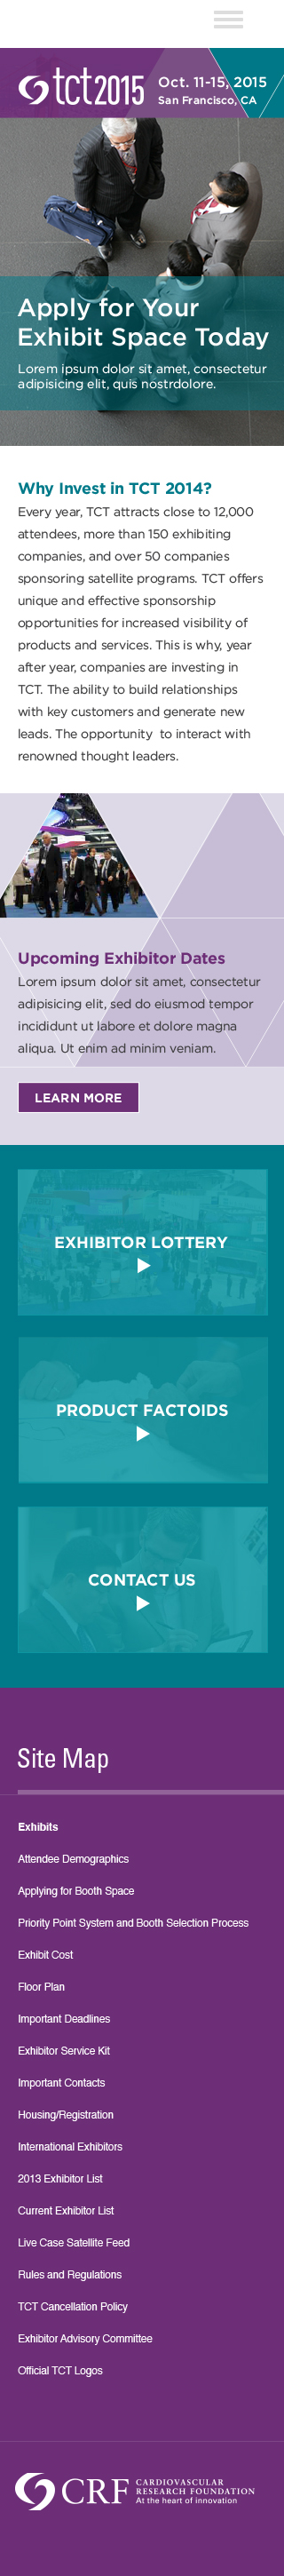 tct2015
Oct. 11-15, 2015
San Francisco, CA
Apply for Your
Exhibit Space Today
Lorem ipsum dolor sit amet, consectetur
adipisicing elit, quis nostrdolore.
Why Invest in TCT 2014?
Every year, TCT attracts close to 12,000
attendees, more than 150 exhibiting
companies, and over 50 companies
sponsoring satellite programs. TCT offers
unique and effective sponsorship
opportunities for increased visibility of
products and services. This is why, year
after year, companies are investing in
TCT. The ability to build relationships
with key customers and generate new
leads. The opportunity to interact with
renowned thought leaders.
Upcoming Exhibitor Dates
Lorem ipsum dolor sit amet, consectetur
adipisicing elit, sed do eiusmod tempor
incididunt ut labore et dolore magna
aliqua. Ut enim ad minim veniam.
LEARN MORE
EXHIBITOR LOTTERY
PRODUCT FACTOIDS
CONTACT US
Site Map
Exhibits
Attendee Demographics
Applying for Booth Space
Priority Point System and Booth Selection Process
Exhibit Cost
Floor Plan
Important Deadlines
Exhibitor Service Kit
Important Contacts
Housing/Registration
International Exhibitors
2013 Exhibitor List
Current Exhibitor List
Live Case Satellite Feed
Rules and Regulations
TCT Cancellation Policy
Exhibitor Advisory Committee
Official TCT Logos
CRF
CARDIOVASCULAR
RESEARCH FOUNDATION
At the heart of innovation